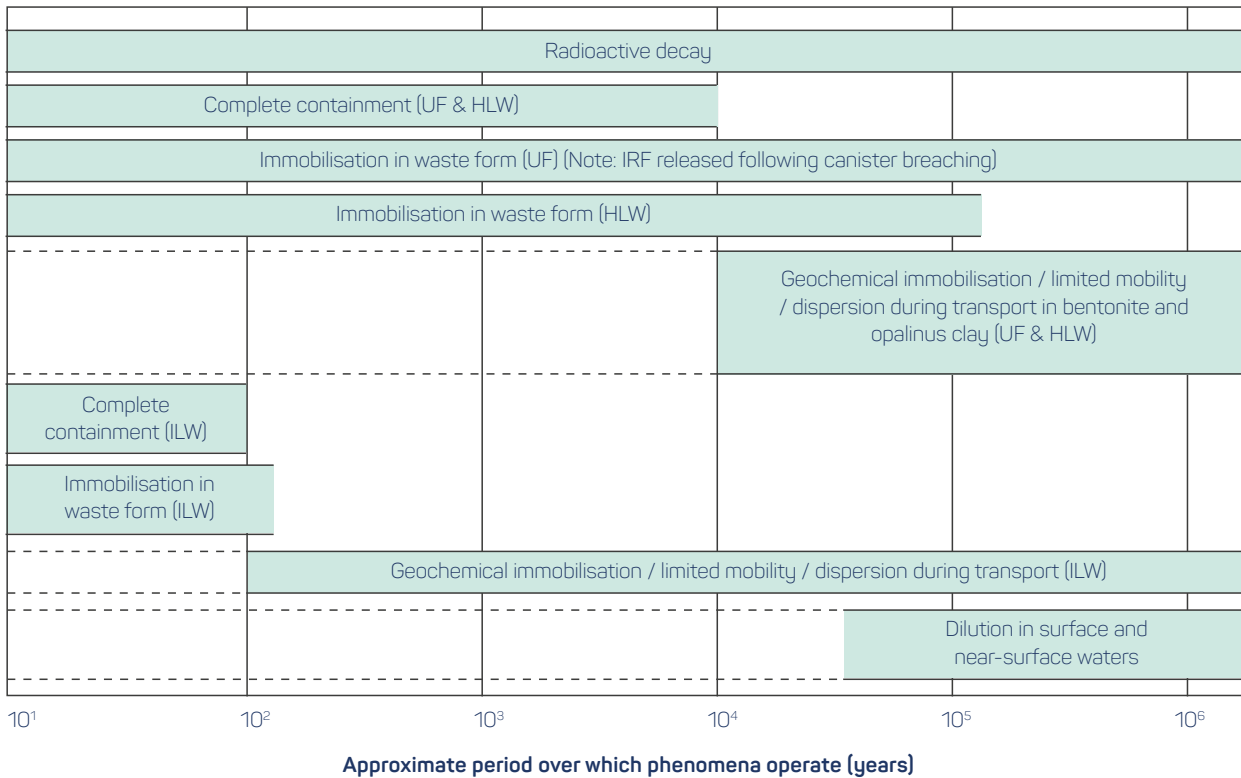 Radioactive decay
Complete containment (UF & HLW)
Immobilisation in waste form (UF) (Note: IRF released following canister breaching)
Immobilisation in waste form (HLW)
Geochemical immobilisation / limited mobility
/ dispersion during transport in bentonite and
opalinus clay (UF & HLW)
Complete
containment (ILW)
Immobilisation in
waste form (ILW)
Geochemical immobilisation / limited mobility / dispersion during transport (ILW)
Dilution in surface and
near-surface waters
10¹ 10² 10³ 10⁴ 10⁵ 10⁶
Approximate period over which phenomena operate (years)